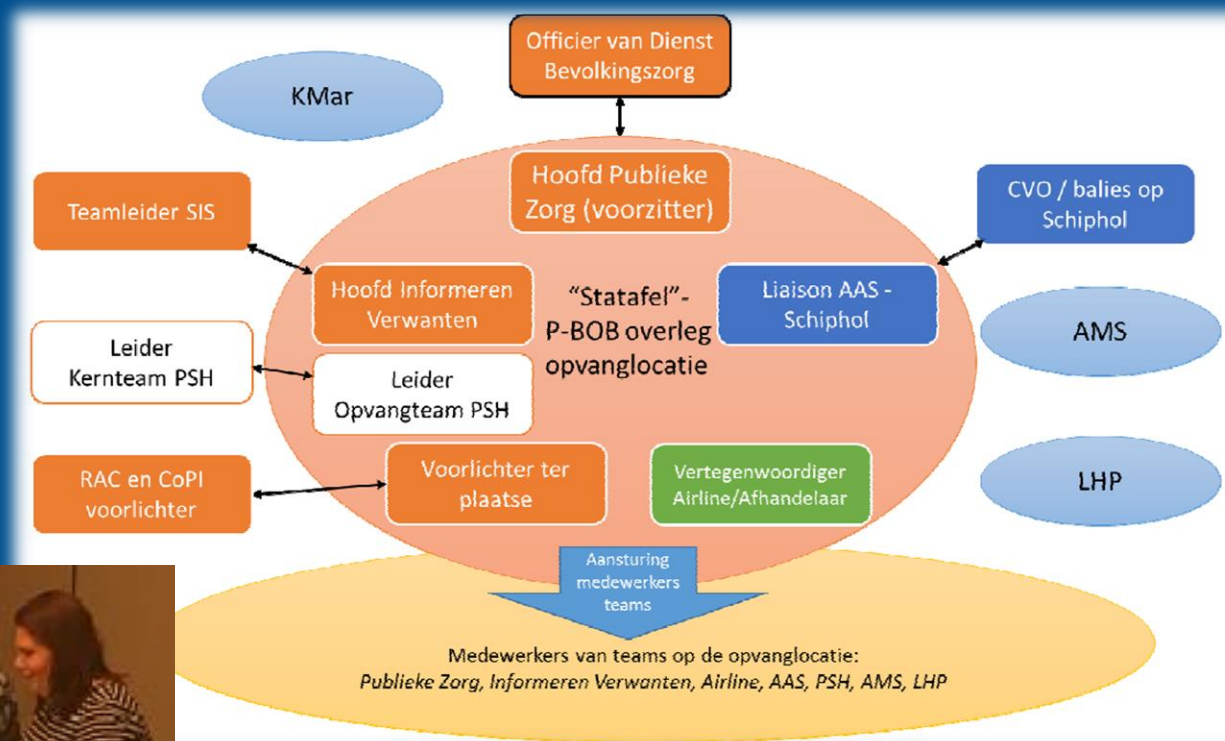 Officier van Dienst
Bevolkingszorg
KMar
Hoofd Publieke
Zorg (voorzitter)
Teamleider SIS
CVO / balies op
Schiphol
Hoofd Informeren
Verwanten
“Statafel”-
P-BOB overleg
opvanglocatie
Liaison AAS -
Schiphol
AMS
Leider
Kernteam PSH
Leider
Opvangteam PSH
RAC en CoPI
voorlichter
Voorlichter ter
plaatse
Vertegenwoordiger
Airline/Afhandelaar
LHP
Aansturing
medewerkers
teams
Medewerkers van teams op de opvanglocatie:
Publieke Zorg, Informeren Verwanten, Airline, AAS, PSH, AMS, LHP